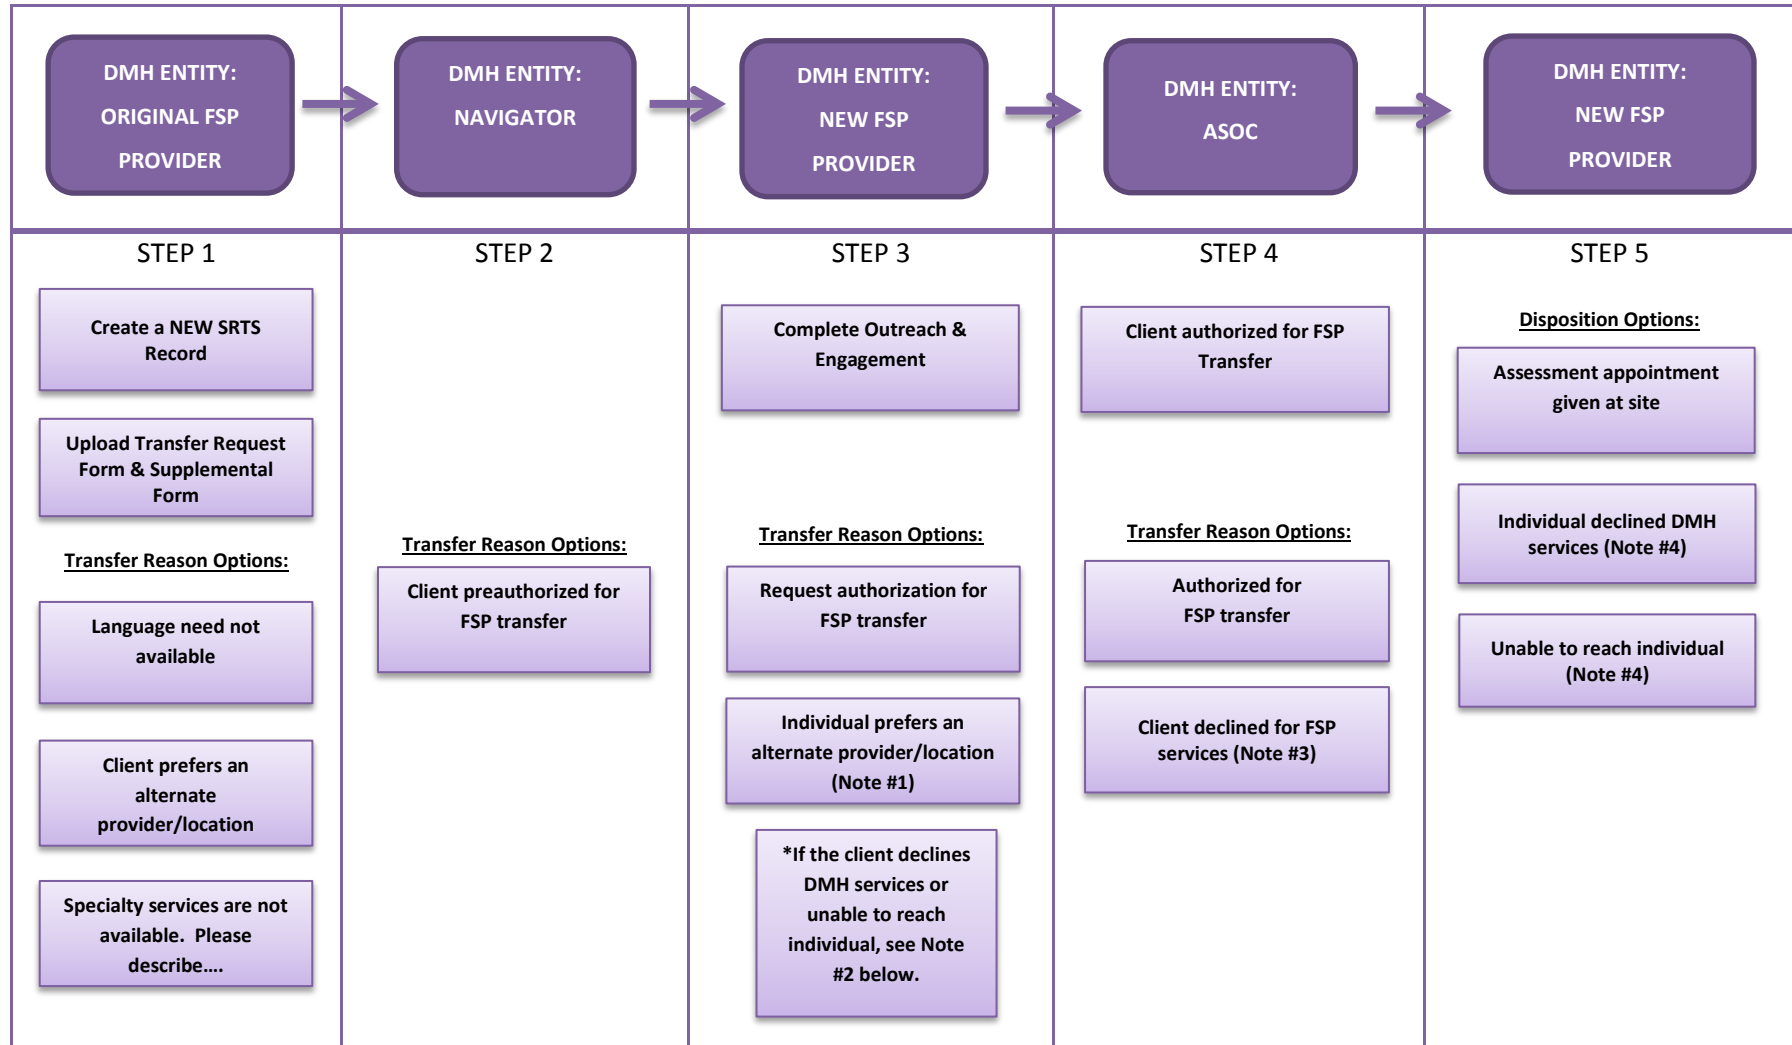 DMH ENTITY:
ORIGINAL FSP
PROVIDER
DMH ENTITY:
NAVIGATOR
DMH ENTITY:
NEW FSP
PROVIDER
DMH ENTITY:
ASOC
DMH ENTITY:
NEW FSP
PROVIDER
STEP 1
Create a NEW SRTS
Record
Upload Transfer Request
Form & Supplemental
Form
Transfer Reason Options:
Language need not
available
Client prefers an
alternate
provider/location
Specialty services are not
available.  Please
describe….
STEP 2
Transfer Reason Options:
Client preauthorized for
FSP transfer
STEP 3
Complete Outreach &
Engagement
Transfer Reason Options:
Request authorization for
FSP transfer
Individual prefers an
alternate provider/location
(Note #1)
*If the client declines
DMH services or
unable to reach
individual, see Note
#2 below.
STEP 4
Client authorized for FSP
Transfer
Transfer Reason Options:
Authorized for
FSP transfer
Client declined for FSP
services (Note #3)
STEP 5
Disposition Options:
Assessment appointment
given at site
Individual declined DMH
services (Note #4)
Unable to reach individual
(Note #4)